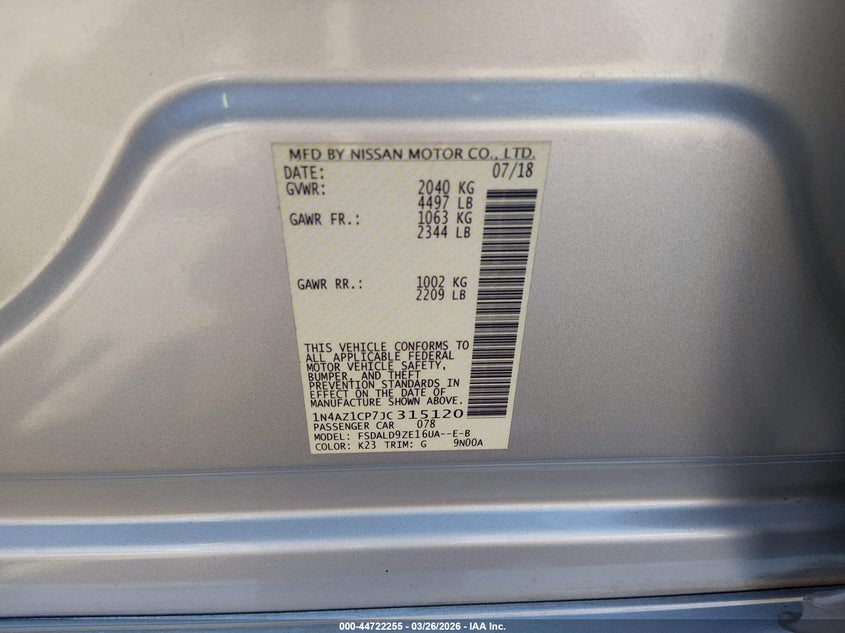 MFD BY NISSAN MOTOR CO., LTD.
DATE: 07/18
GVWR: 2040 KG
4497 LB
GAWR FR.: 1063 KG
2344 LB
GAWR RR.: 1002 KG
2209 LB
THIS VEHICLE CONFORMS TO
ALL APPLICABLE FEDERAL
MOTOR VEHICLE SAFETY,
BUMPER, AND THEFT
PREVENTION STANDARDS IN
EFFECT ON THE DATE OF
MANUFACTURE SHOWN ABOVE.
1N4AZ1CP7JC315120
PASSENGER CAR 078
MODEL: FSDALD9ZE16UA--E-B
COLOR: K23 TRIM: G 9N00A
000-44722255 - 03/26/2026 - IAA Inc.